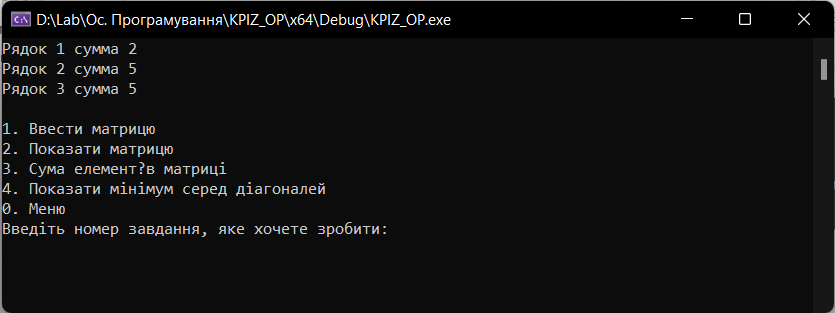 D:\Lab\Ос. Програмування\KPIZ_OP\x64\Debug\KPIZ_OP.exe
Рядок 1 сумма 2
Рядок 2 сумма 5
Рядок 3 сумма 5
1. Ввести матрицю
2. Показати матрицю
3. Сума елемент?в матриці
4. Показати мінімум серед діагоналей
0. Меню
Введіть номер завдання, яке хочете зробити: